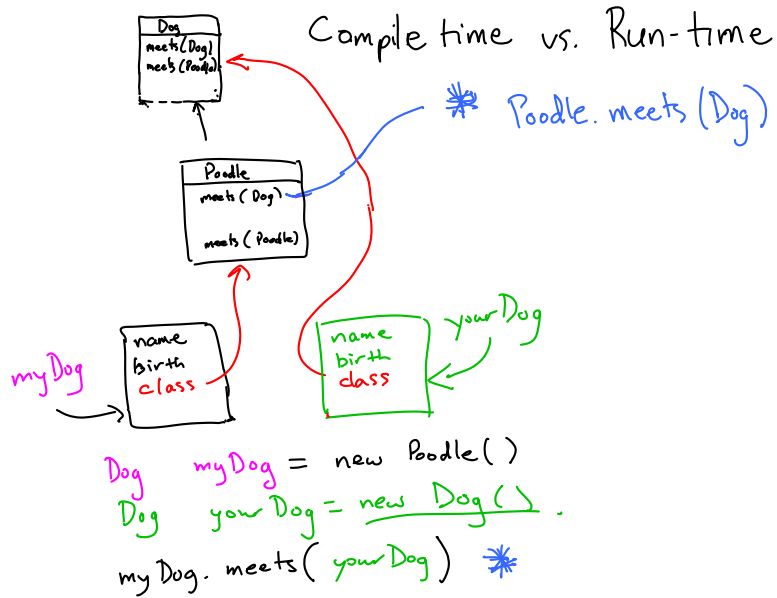 Compile time vs. Run-time
Dog
meets(Dog)
meets(Poodle)
* Poodle.meets(Dog)
Poodle
meets(Dog)
meets(Poodle)
name
birth
class
myDog
name
birth
class
yourDog
Dog myDog = new Poodle()
Dog yourDog = new Dog().
myDog.meets(yourDog) *